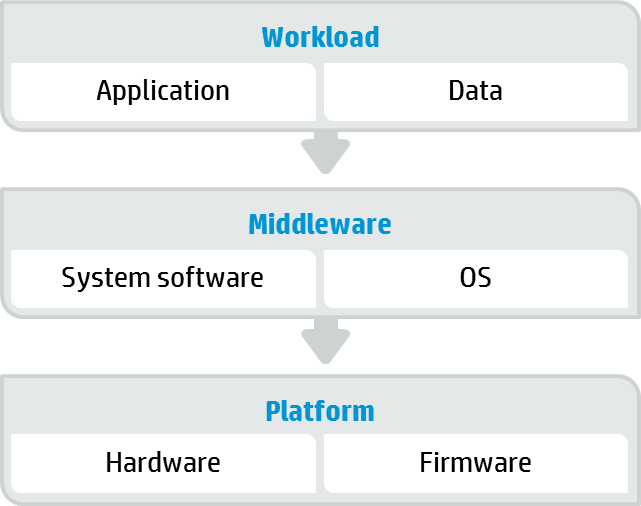 Workload
Application Data
Middleware
System software OS
Platform
Hardware Firmware